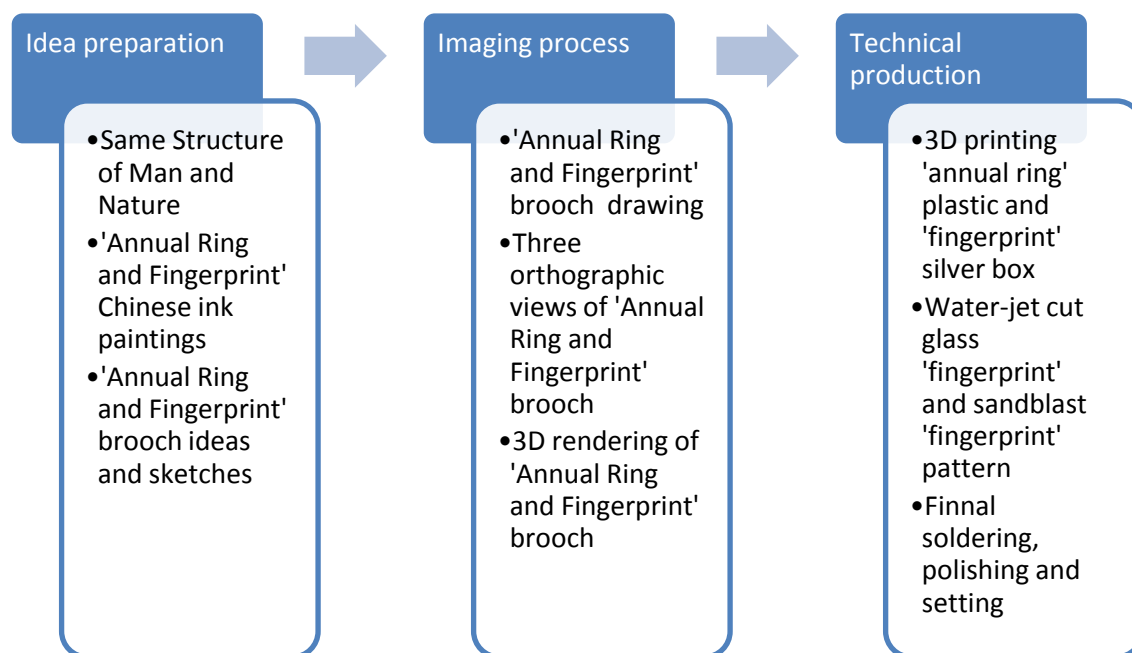 Idea preparation
•Same Structure
of Man and
Nature
•'Annual Ring
and Fingerprint'
Chinese ink
paintings
•'Annual Ring
and Fingerprint'
brooch ideas
and sketches
Imaging process
•'Annual Ring
and Fingerprint'
brooch drawing
•Three
orthographic
views of 'Annual
Ring and
Fingerprint'
brooch
•3D rendering of
'Annual Ring
and Fingerprint'
brooch
Technical
production
•3D printing
'annual ring'
plastic and
'fingerprint'
silver box
•Water-jet cut
glass
'fingerprint'
and sandblast
'fingerprint'
pattern
•Finnal
soldering,
polishing and
setting